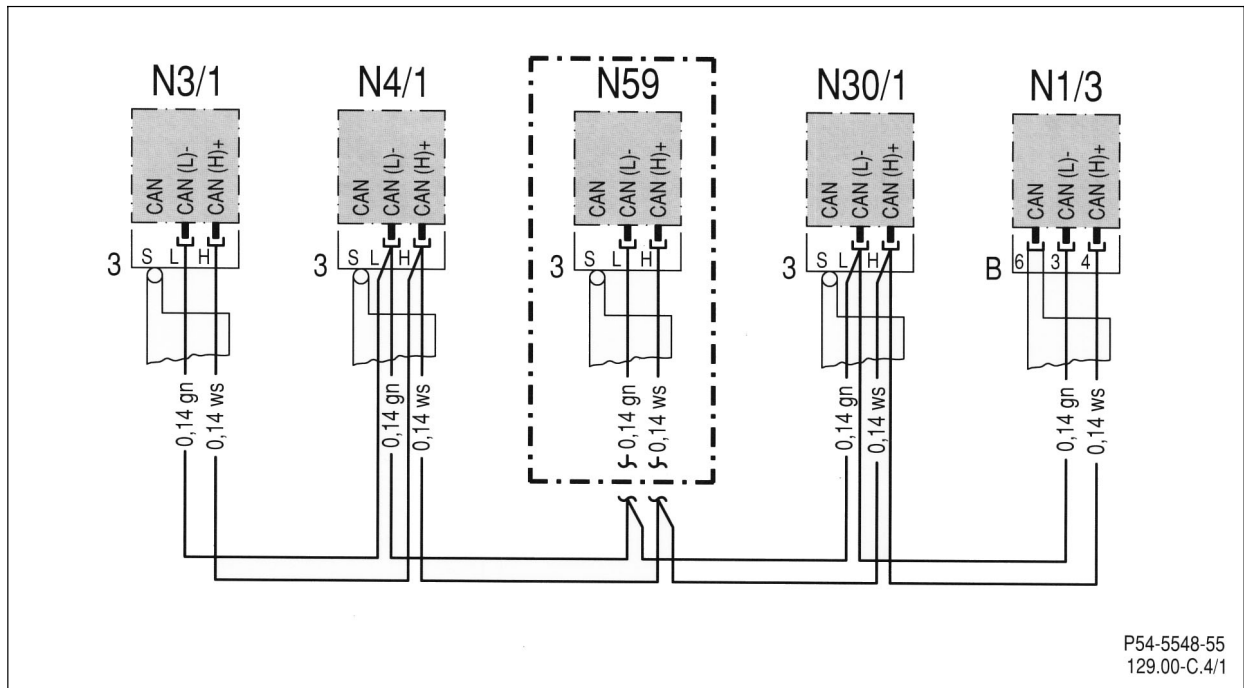 N3/1
N4/1
N59
N30/1
N1/3
CAN
CAN (L)-
CAN (H)+
CAN
CAN (L)-
CAN (H)+
CAN
CAN (L)-
CAN (H)+
CAN
CAN (L)-
CAN (H)+
CAN
CAN (L)-
CAN (H)+
3 S L H
3 S L H
3 S L H
3 S L H
B 6 3 4
0,14 gn
0,14 ws
0,14 gn
0,14 ws
0,14 gn
0,14 ws
0,14 gn
0,14 ws
0,14 gn
0,14 ws
P54-5548-55
129.00-C.4/1